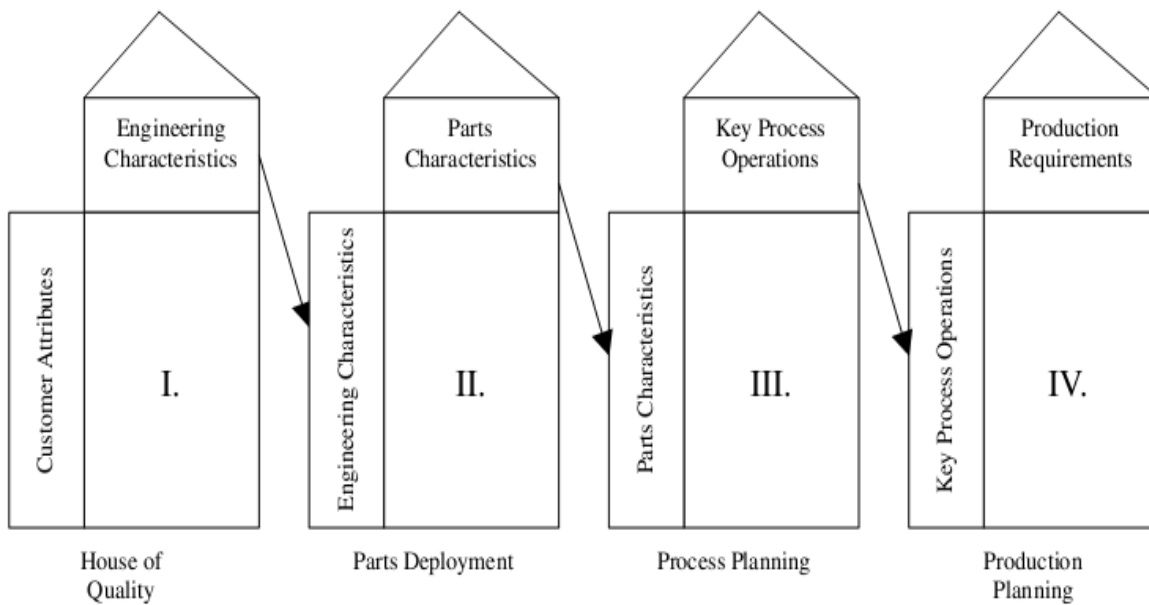 Engineering
Characteristics
Parts
Characteristics
Key Process
Operations
Production
Requirements
Customer Attributes
I.
Engineering Characteristics
II.
Parts Characteristics
III.
Key Process Operations
IV.
House of
Quality
Parts Deployment
Process Planning
Production
Planning